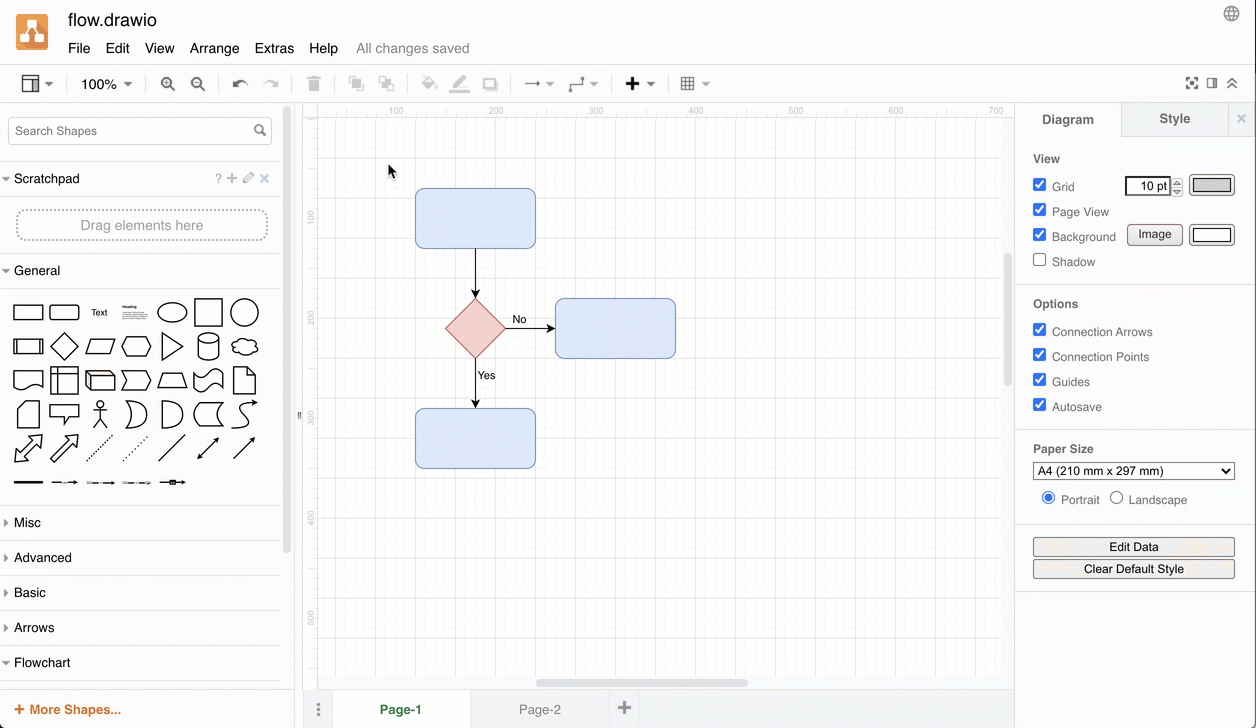 flow.drawio
File Edit View Arrange Extras Help All changes saved
100%
100 200 300 400 500 600 700
Search Shapes
Scratchpad
?
Drag elements here
General
Text
Heading
Misc
Advanced
Basic
Arrows
Flowchart
+ More Shapes...
100
200
300
400
500
No
Yes
Page-1 Page-2
Diagram Style
View
Grid 10 pt
Page View
Background Image
Shadow
Options
Connection Arrows
Connection Points
Guides
Autosave
Paper Size
A4 (210 mm x 297 mm)
Portrait Landscape
Edit Data
Clear Default Style